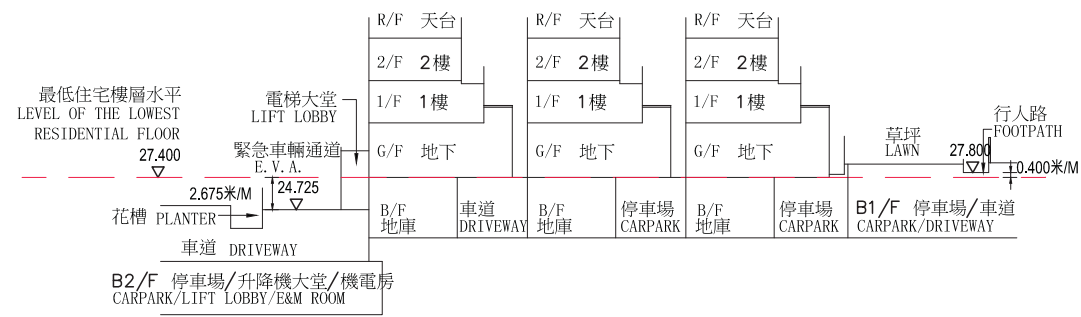 R/F 天台
R/F 天台
R/F 天台
2/F 2樓
2/F 2樓
2/F 2樓
最低住宅樓層水平
LEVEL OF THE LOWEST
RESIDENTIAL FLOOR
27.400
電梯大堂
LIFT LOBBY
1/F 1樓
1/F 1樓
1/F 1樓
行人路
FOOTPATH
緊急車輛通道
E.V.A.
G/F 地下
G/F 地下
G/F 地下
草坪
LAWN
27.800
0.400米/M
2.675米/M
24.725
花槽 PLANTER
B/F
地庫
車道
DRIVEWAY
B/F
地庫
停車場
CARPARK
B/F
地庫
停車場
CARPARK
B1/F 停車場/車道
CARPARK/DRIVEWAY
車道 DRIVEWAY
B2/F 停車場/升降機大堂/機電房
CARPARK/LIFT LOBBY/E&M ROOM